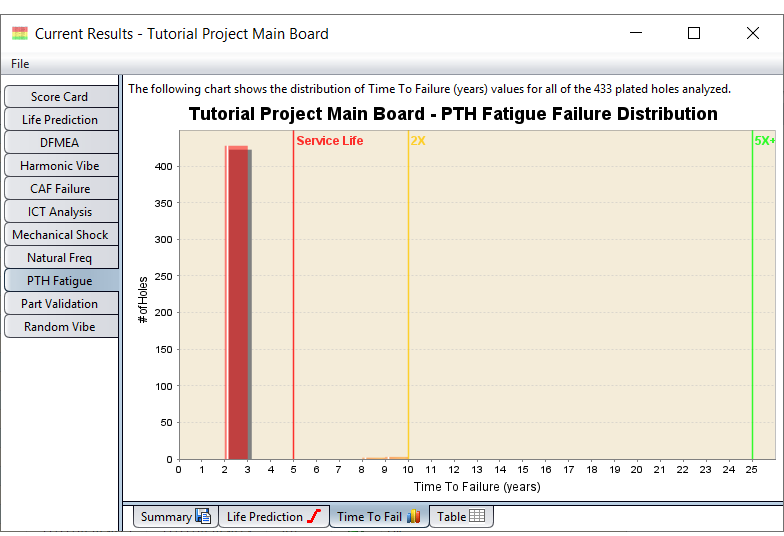 Current Results - Tutorial Project Main Board
File
Score Card
Life Prediction
DFMEA
Harmonic Vibe
CAF Failure
ICT Analysis
Mechanical Shock
Natural Freq
PTH Fatigue
Part Validation
Random Vibe
The following chart shows the distribution of Time To Failure (years) values for all of the 433 plated holes analyzed.
Tutorial Project Main Board - PTH Fatigue Failure Distribution
Service Life 2X 5X+
400
350
300
250
200
150
100
50
0
# of Holes
0 1 2 3 4 5 6 7 8 9 10 11 12 13 14 15 16 17 18 19 20 21 22 23 24 25
Time To Failure (years)
Summary Life Prediction Time To Fail Table